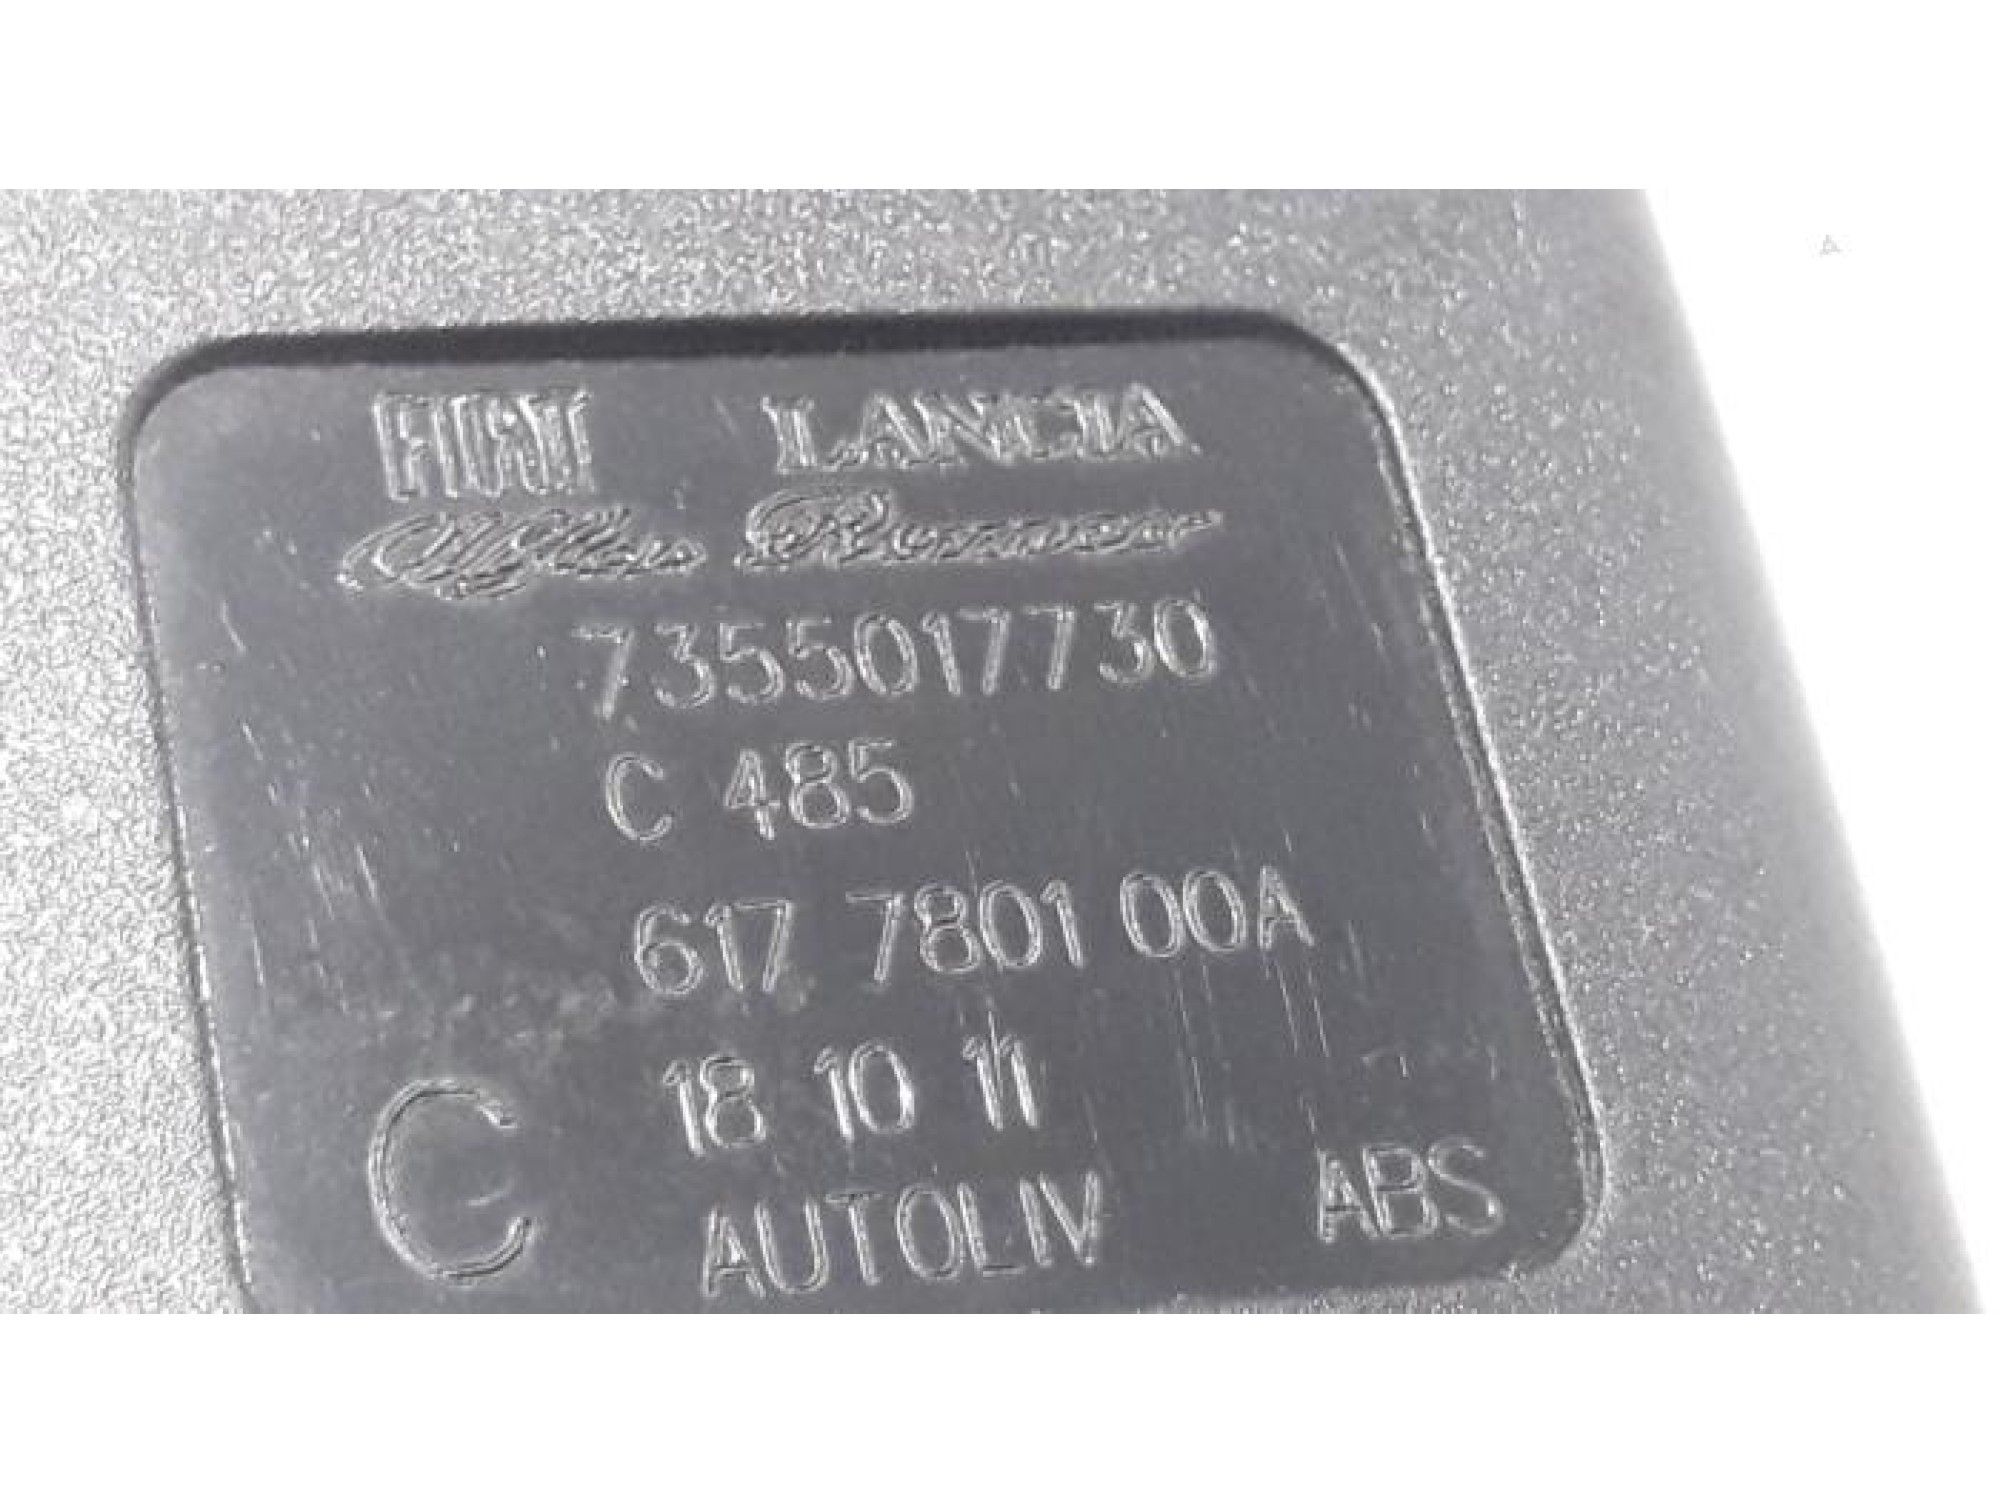 FIAT LANCIA
Alfa Romeo
7355017730
C 485
617 7801 00A
18 10 11
C
AUTOLIV ABS